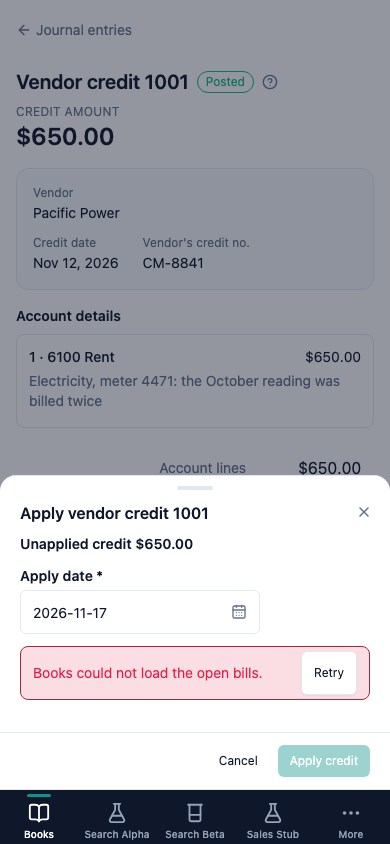 Journal entries
Vendor credit 1001 Posted
CREDIT AMOUNT
$650.00
Vendor
Pacific Power
Credit date Vendor's credit no.
Nov 12, 2026 CM-8841
Account details
1 · 6100 Rent $650.00
Electricity, meter 4471: the October reading was
billed twice
Account lines $650.00
Apply vendor credit 1001
Unapplied credit $650.00
Apply date *
2026-11-17
Books could not load the open bills. Retry
Cancel Apply credit
Books Search Alpha Search Beta Sales Stub More